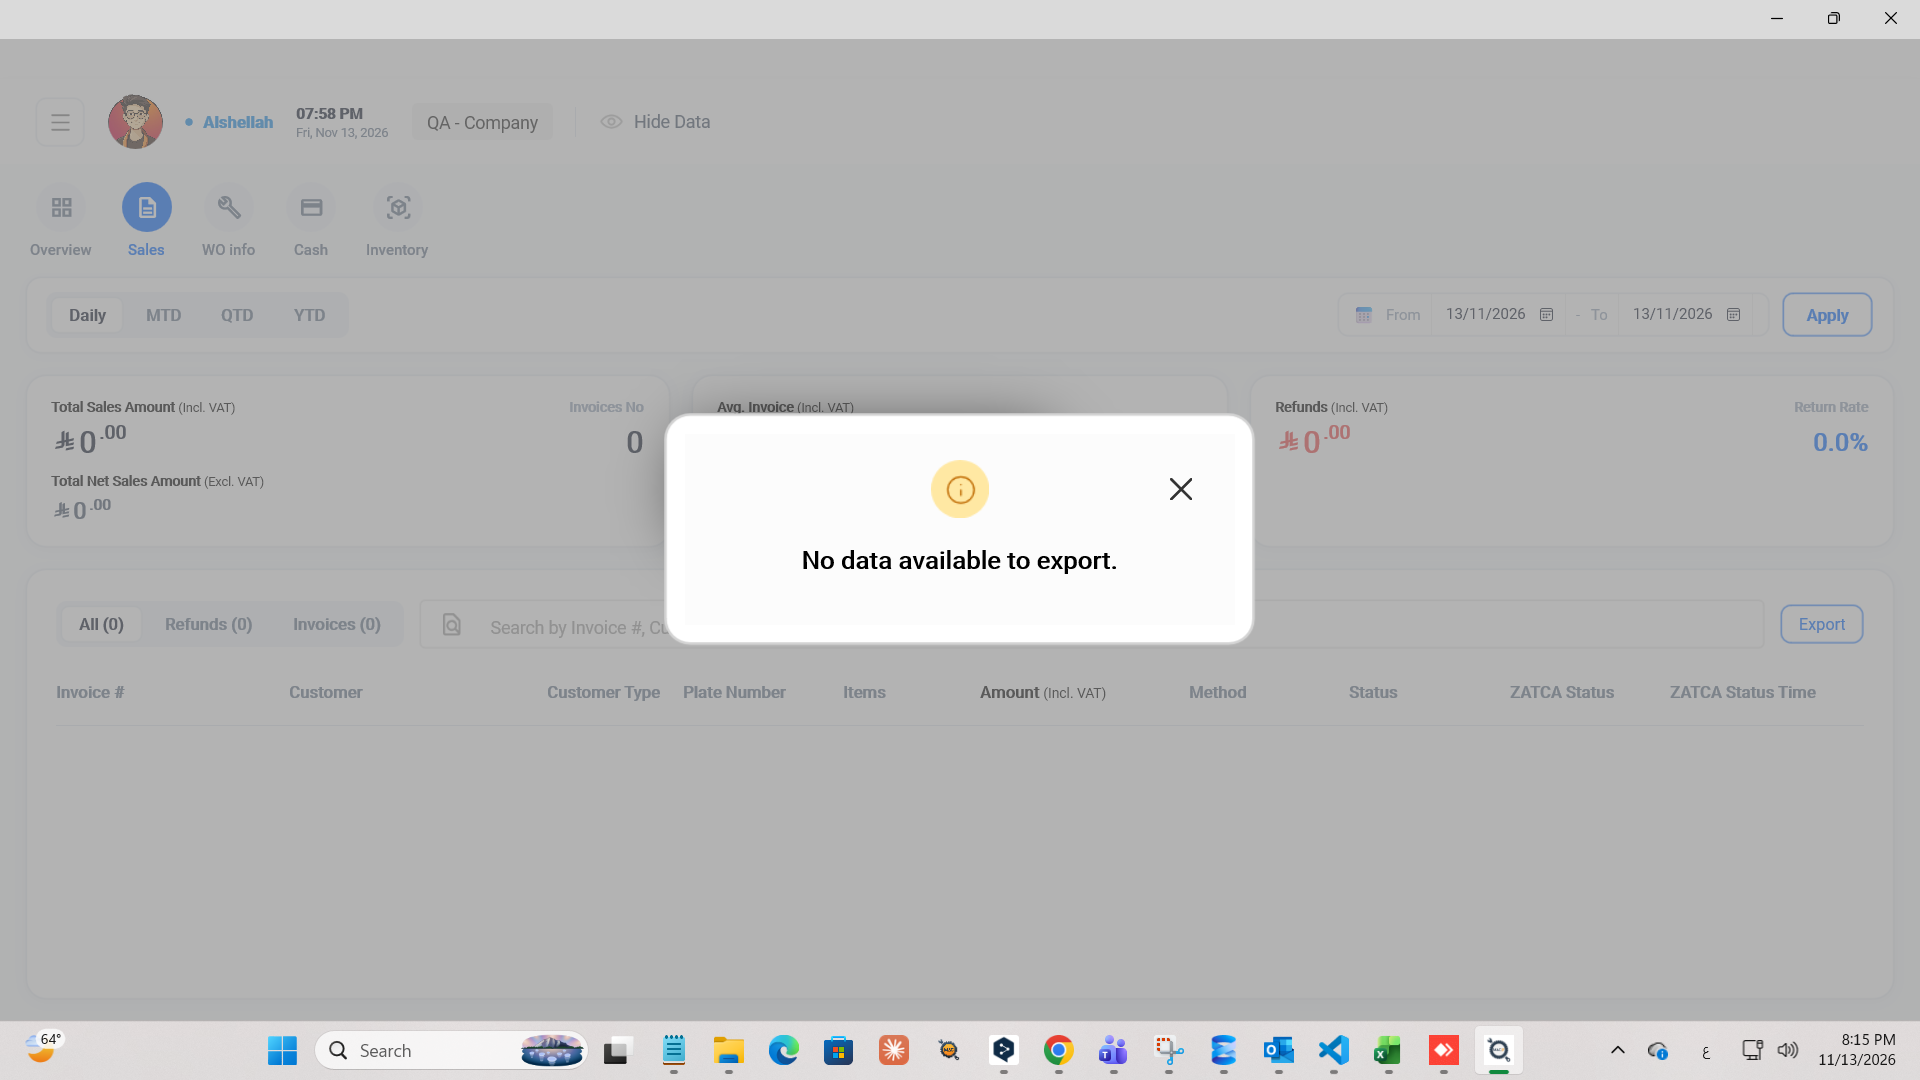 Alshellah
07:58 PM
Fri, Nov 13, 2026
QA - Company
Hide Data
Overview
Sales
WO info
Cash
Inventory
Daily
MTD
QTD
YTD
From
13/11/2026
- To
13/11/2026
Apply
Total Sales Amount (Incl. VAT)
Invoices No
0.00
0
Total Net Sales Amount (Excl. VAT)
0.00
Avg. Invoice (Incl. VAT)
Refunds (Incl. VAT)
Return Rate
0.00
0.0%
No data available to export.
All (0)
Refunds (0)
Invoices (0)
Search by Invoice #,
Export
Invoice #
Customer
Customer Type
Plate Number
Items
Amount (Incl. VAT)
Method
Status
ZATCA Status
ZATCA Status Time
64°
Search
ع
8:15 PM
11/13/2026